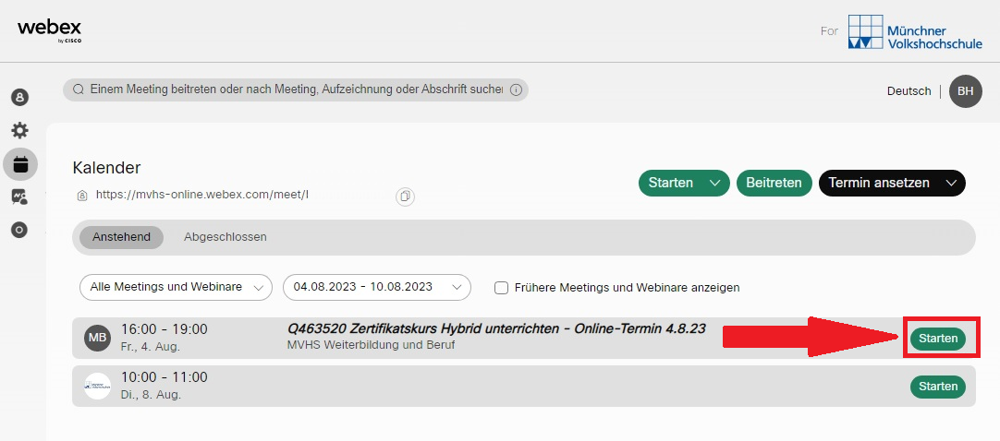 webex
by CISCO
For
Münchner
Volkshochschule
Einem Meeting beitreten oder nach Meeting, Aufzeichnung oder Abschrift sucher
Deutsch | BH
Kalender
https://mvhs-online.webex.com/meet/l
Starten
Beitreten
Termin ansetzen
Anstehend
Abgeschlossen
Alle Meetings und Webinare
04.08.2023 - 10.08.2023
Frühere Meetings und Webinare anzeigen
MB
16:00 - 19:00
Fr., 4. Aug.
Q463520 Zertifikatskurs Hybrid unterrichten - Online-Termin 4.8.23
MVHS Weiterbildung und Beruf
Starten
10:00 - 11:00
Di., 8. Aug.
Starten